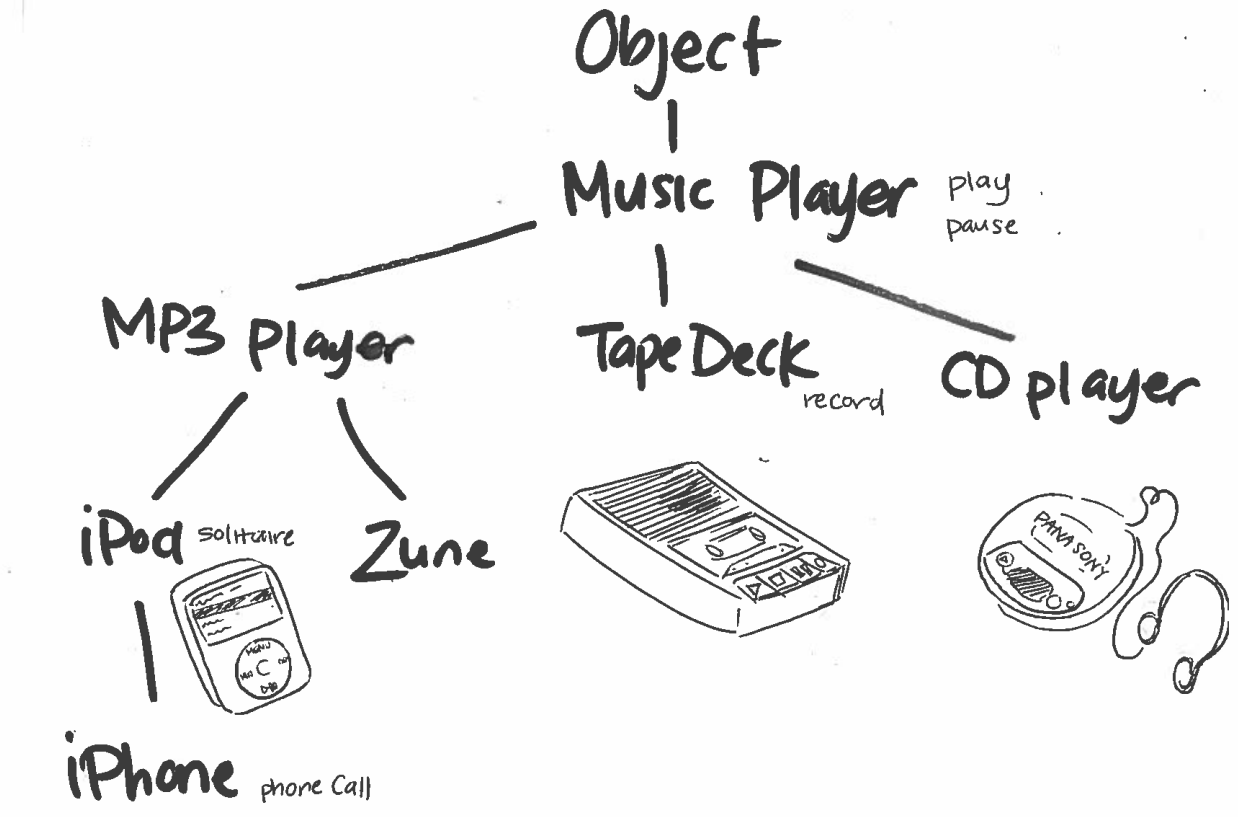 Object
Music Player
play
pause
MP3 Player
Tape Deck
record
CD player
iPod
solitaire
Zune
PANASONY
MENU
iPhone
phone Call